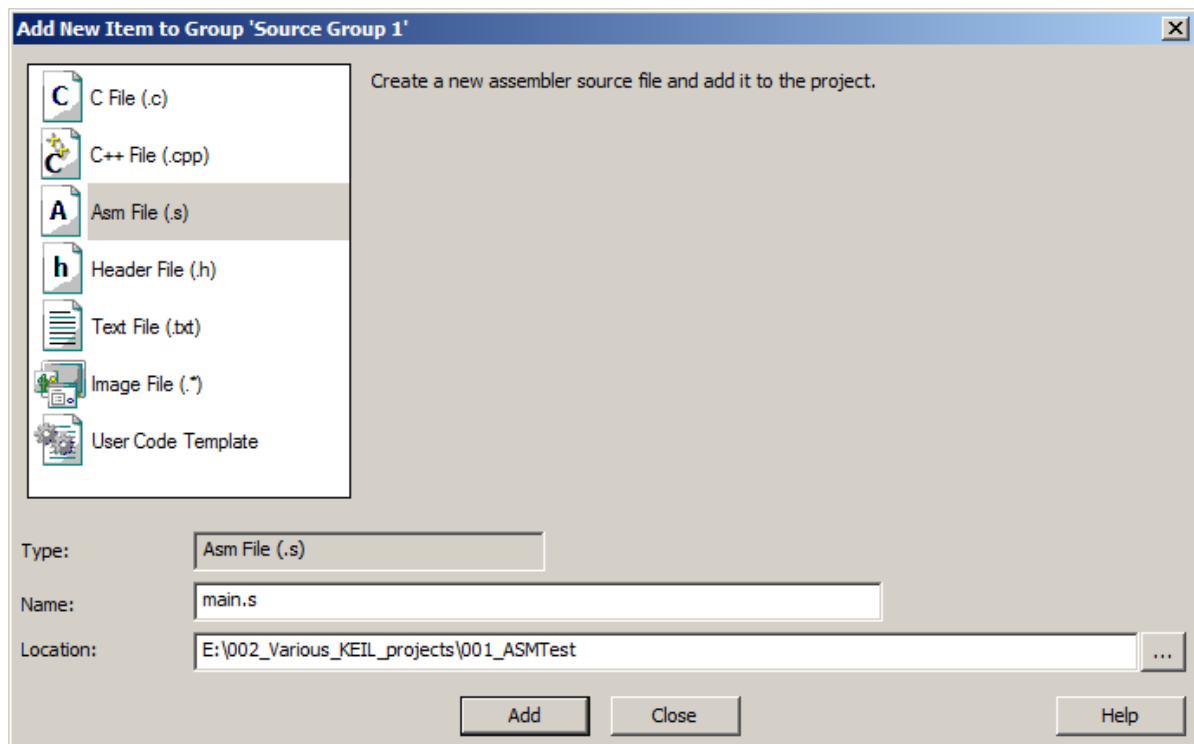 Add New Item to Group 'Source Group 1'
C File (.c)
Create a new assembler source file and add it to the project.
C++ File (.cpp)
Asm File (.s)
Header File (.h)
Text File (.txt)
Image File (.*)
User Code Template
Type:
Asm File (.s)
Name:
main.s
Location:
E:\002_Various_KEIL_projects\001_ASMTest
...
Add
Close
Help